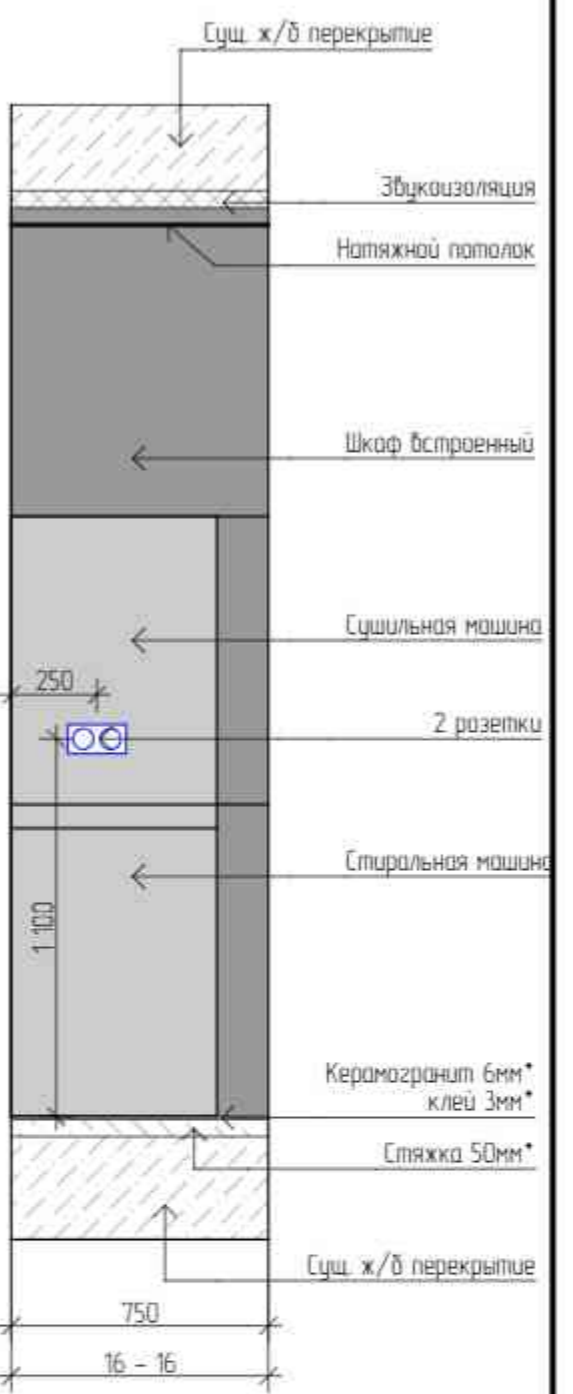 Сущ. ж/б перекрытие
Звукоизоляция
Натяжной потолок
Шкаф встроенный
Сушильная машина
250
2 розетки
Стиральная машина
1 100
Керамогранит 6мм*
клей 3мм*
Стяжка 50мм*
Сущ. ж/б перекрытие
750
16 - 16